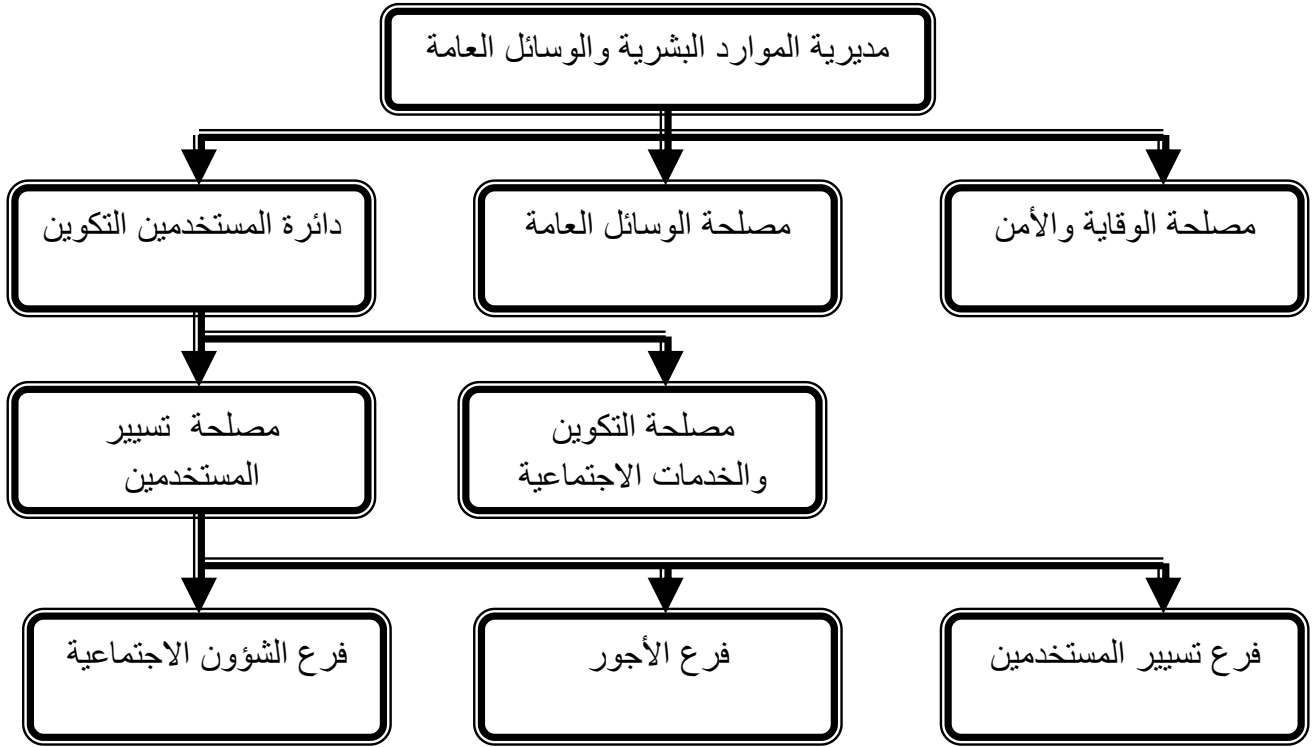 مديرية الموارد البشرية والوسائل العامة
مصلحة الوقاية والأمن
مصلحة الوسائل العامة
دائرة المستخدمين التكوين
مصلحة التكوين
والخدمات الاجتماعية
مصلحة تسيير
المستخدمين
فرع تسيير المستخدمين
فرع الأجور
فرع الشؤون الاجتماعية